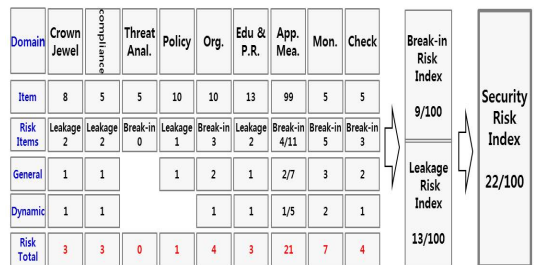 Domain Crown Jewel compliance Threat Anal. Policy Org. Edu & P.R. App. Mea. Mon. Check
Item 8 5 5 10 10 13 99 5 5
Risk Items Leakage 2 Leakage 2 Break-in 0 Leakage 1 Break-in 3 Leakage 2 Break-in 4/11 Break-in 5 Break-in 3
General 1 1 1 2 1 2/7 3 2
Dynamic 1 1 1 1 1/5 2 1
Risk Total 3 3 0 1 4 3 21 7 4
Break-in
Risk
Index
9/100
Leakage
Risk
Index
13/100
Security
Risk
Index
22/100